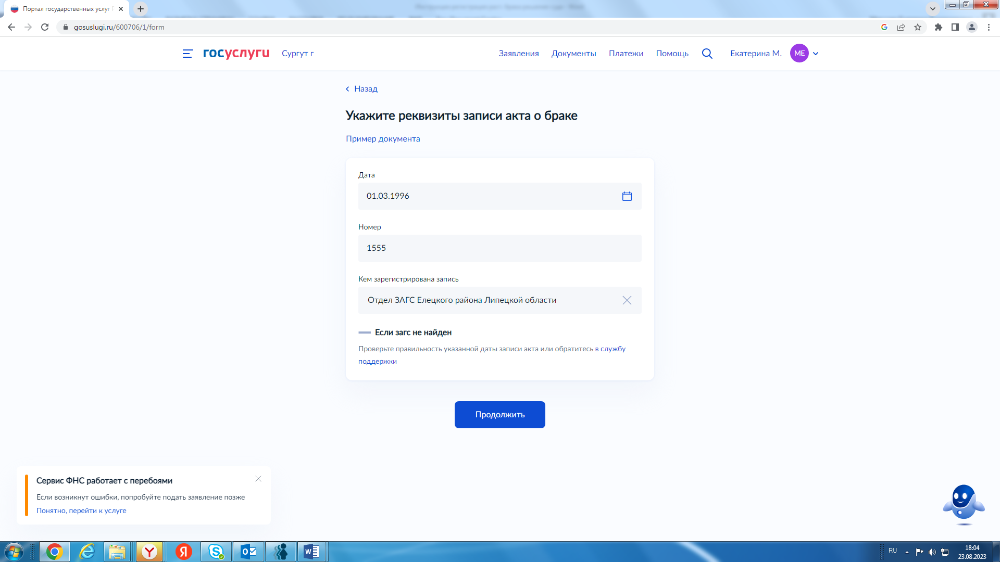 Портал государственных услуг
gosuslugi.ru/600706/1/form
госуслуги
Сургут г
Заявления
Документы
Платежи
Помощь
Екатерина М.
МЕ
Назад
Укажите реквизиты записи акта о браке
Пример документа
Дата
01.03.1996
Номер
1555
Кем зарегистрирована запись
Отдел ЗАГС Елецкого района Липецкой области
Если загс не найден
Проверьте правильность указанной даты записи акта или обратитесь в службу
поддержки
Продолжить
Сервис ФНС работает с перебоями
Если возникнут ошибки, попробуйте подать заявление позже
Понятно, перейти к услуге
RU
18:04
23.08.2023